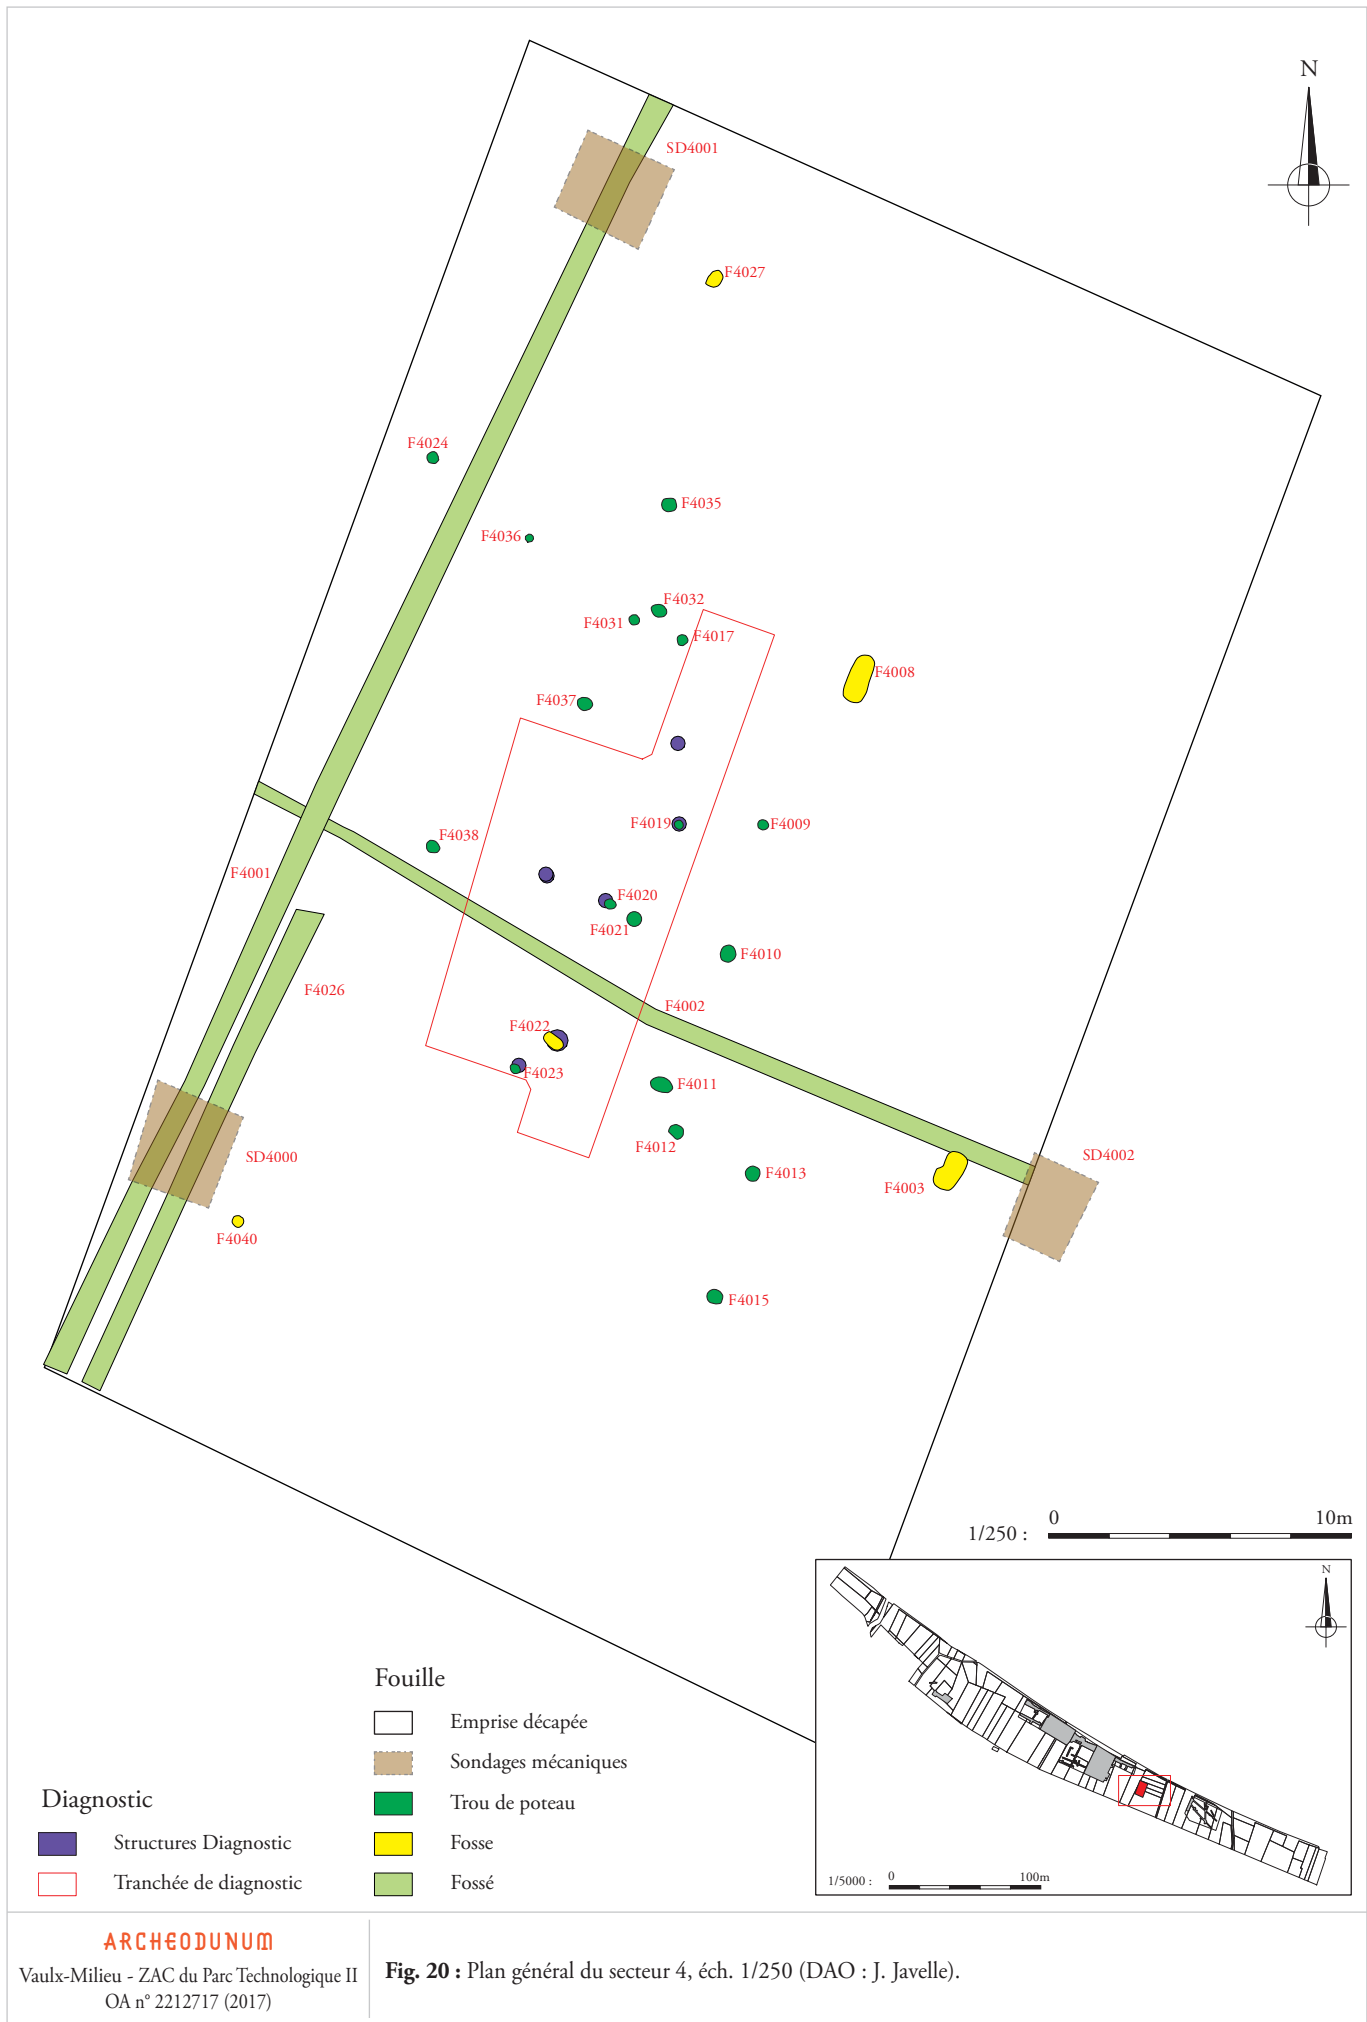 N
SD4001
F4027
F4024
F4035
F4036
F4032
F4031
F4017
F4008
F4037
F4019
F4009
F4038
F4001
F4020
F4021
F4010
F4026
F4002
F4022
F4023
F4011
F4012
SD4000
SD4002
F4013
F4003
F4040
F4015
0 10m
1/250 :
N
1/5000 :
0 100m
Fouille
Emprise décapée
Sondages mécaniques
Trou de poteau
Fosse
Fossé
Diagnostic
Structures Diagnostic
Tranchée de diagnostic
ARCHEODUNUM
Vaulx-Milieu - ZAC du Parc Technologique II
OA n° 2212717 (2017)
Fig. 20 : Plan général du secteur 4, éch. 1/250 (DAO : J. Javelle).